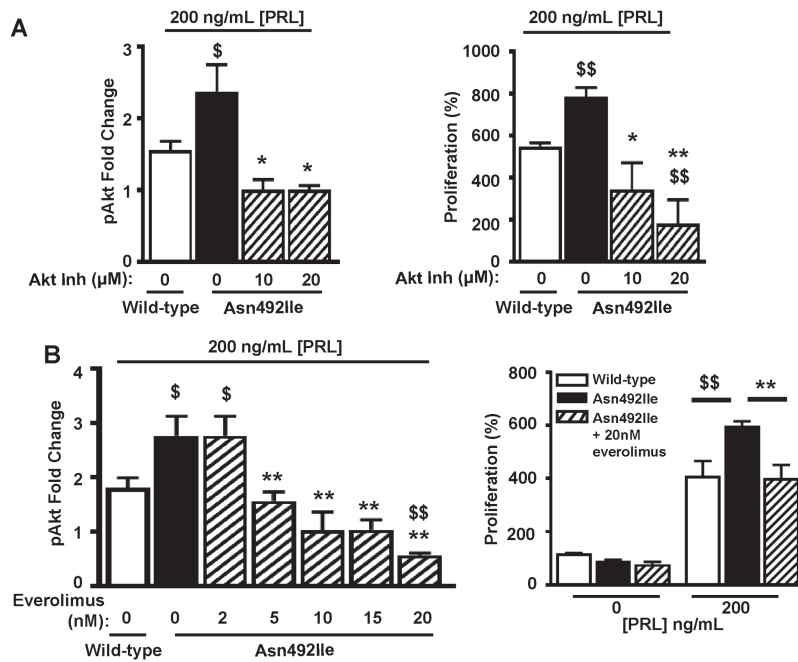 A
200 ng/mL [PRL]
pAkt Fold Change
3
2
1
0
$
*
*
Akt Inh (µM): 0 0 10 20
Wild-type Asn492Ile
200 ng/mL [PRL]
Proliferation (%)
1000
800
600
400
200
0
$$
*
**
$$
Akt Inh (µM): 0 0 10 20
Wild-type Asn492Ile
B
200 ng/mL [PRL]
pAkt Fold Change
4
3
2
1
0
$ $
** ** **
$$
**
Everolimus
(nM): 0 0 2 5 10 15 20
Wild-type Asn492Ile
Proliferation (%)
800
600
400
200
0
Wild-type
Asn492Ile
Asn492Ile
+ 20nM
everolimus
$$ **
0 200
[PRL] ng/mL